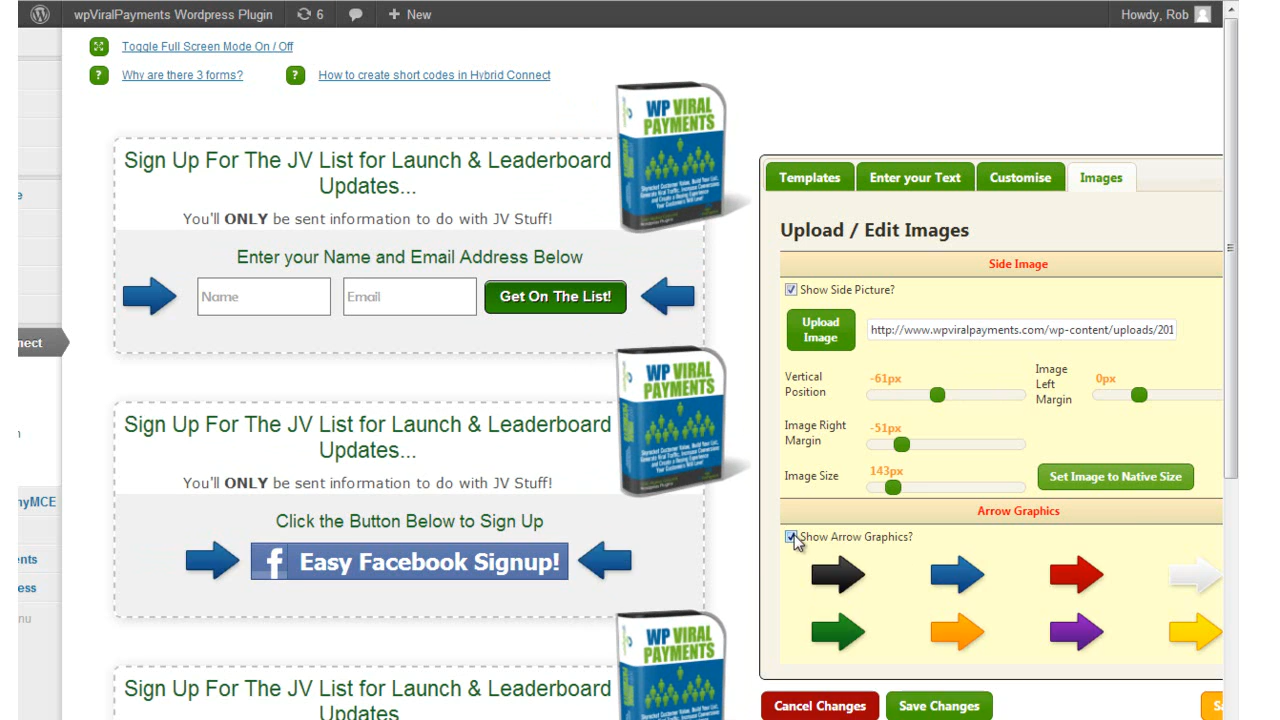 wpViralPayments Wordpress Plugin 6 + New Howdy, Rob
Toggle Full Screen Mode On / Off
? Why are there 3 forms? ? How to create short codes in Hybrid Connect
WP VIRAL
PAYMENTS
Sign Up For The JV List for Launch & Leaderboard
Updates...
You'll ONLY be sent information to do with JV Stuff!
Enter your Name and Email Address Below
Name Email Get On The List!
WP VIRAL
PAYMENTS
Sign Up For The JV List for Launch & Leaderboard
Updates...
You'll ONLY be sent information to do with JV Stuff!
Click the Button Below to Sign Up
f Easy Facebook Signup!
WP VIRAL
PAYMENTS
Sign Up For The JV List for Launch & Leaderboard
Updates...
nect
nyMCE
nts
ess
nu
Templates Enter your Text Customise Images
Upload / Edit Images
Side Image
Show Side Picture?
Upload
Image
http://www.wpviralpayments.com/wp-content/uploads/201
Vertical
Position
-61px
Image
Left
Margin
0px
Image Right
Margin
-51px
Image Size
143px
Set Image to Native Size
Arrow Graphics
Show Arrow Graphics?
Cancel Changes Save Changes